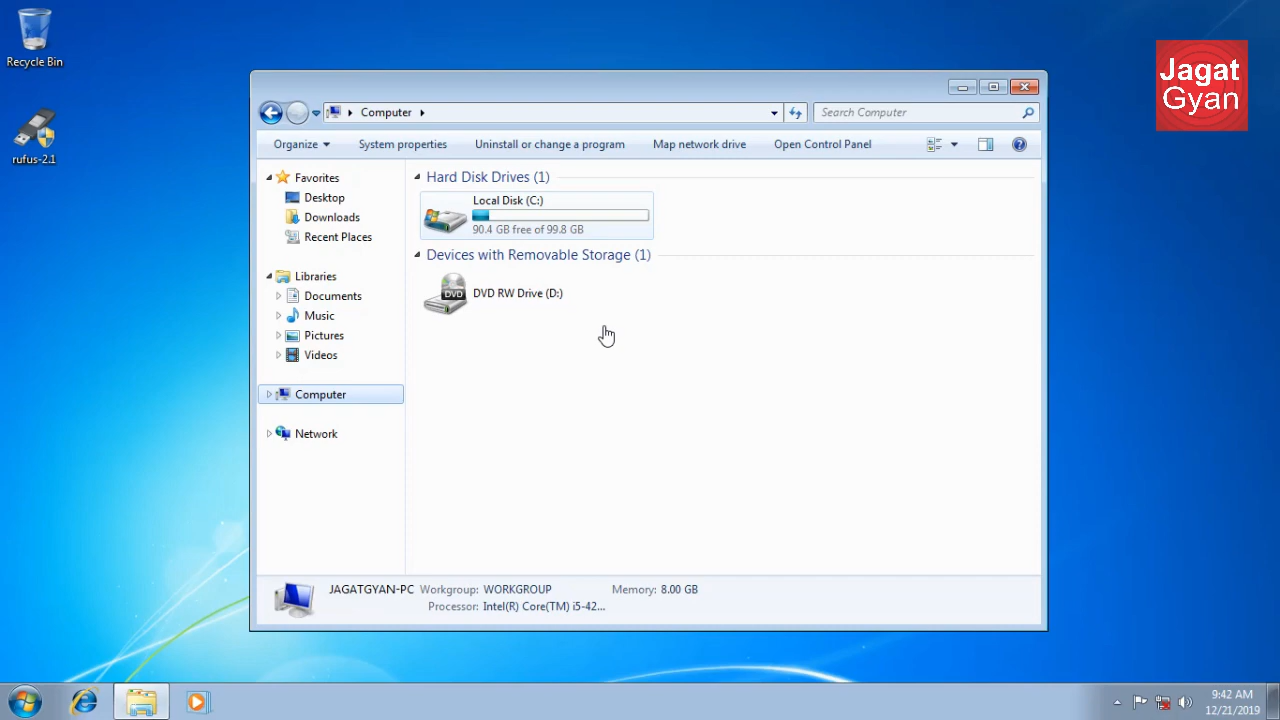 Recycle Bin
rufus-2.1
Jagat
Gyan
Computer
Search Computer
Organize
System properties
Uninstall or change a program
Map network drive
Open Control Panel
Favorites
Desktop
Downloads
Recent Places
Libraries
Documents
Music
Pictures
Videos
Computer
Network
Hard Disk Drives (1)
Local Disk (C:)
90.4 GB free of 99.8 GB
Devices with Removable Storage (1)
DVD
DVD RW Drive (D:)
JAGATGYAN-PC Workgroup: WORKGROUP Memory: 8.00 GB
Processor: Intel(R) Core(TM) i5-42...
9:42 AM
12/21/2019